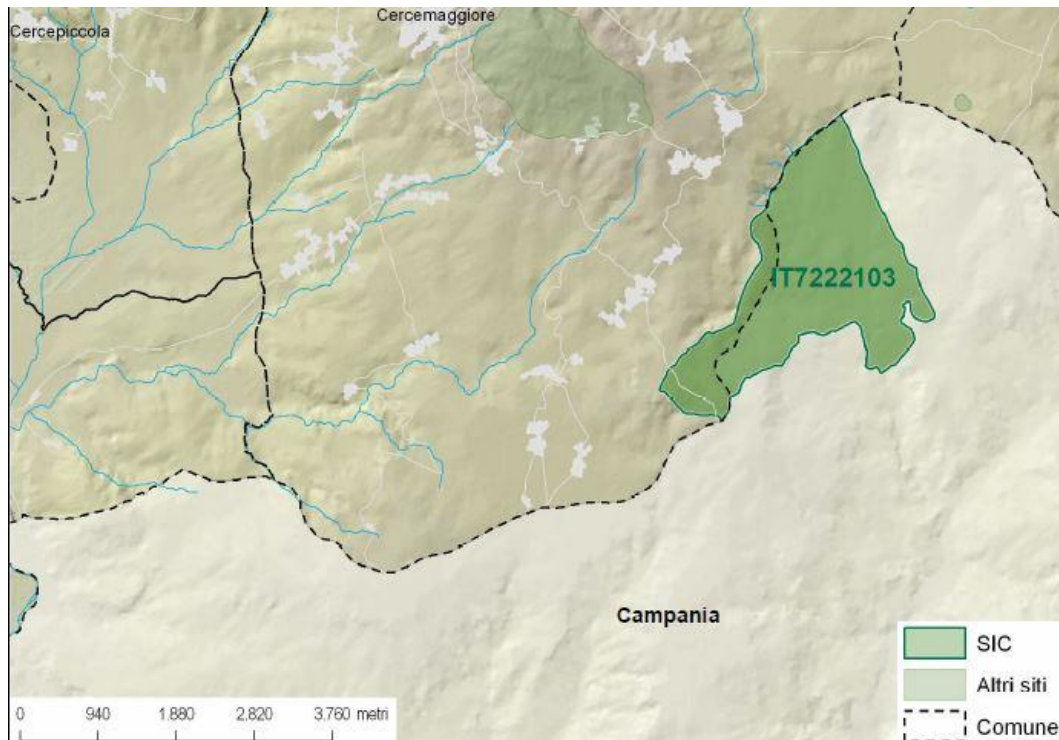 Cercemaggiore
Cercepiccola
IT7222103
Campania
SIC
Altri siti
Comune
0 940 1.880 2.820 3.760 metri